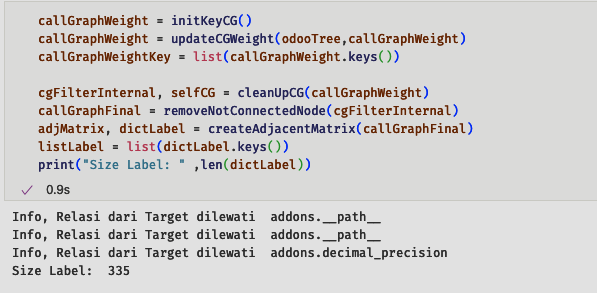 callGraphWeight = initKeyCG()
callGraphWeight = updateCGWeight(odooTree,callGraphWeight)
callGraphWeightKey = list(callGraphWeight.keys())
cgFilterInternal, selfCG = cleanUpCG(callGraphWeight)
callGraphFinal = removeNotConnectedNode(cgFilterInternal)
adjMatrix, dictLabel = createAdjacentMatrix(callGraphFinal)
listLabel = list(dictLabel.keys())
print("Size Label: " ,len(dictLabel))
✓ 0.9s
Info, Relasi dari Target dilewati  addons.__path__
Info, Relasi dari Target dilewati  addons.__path__
Info, Relasi dari Target dilewati  addons.decimal_precision
Size Label:  335